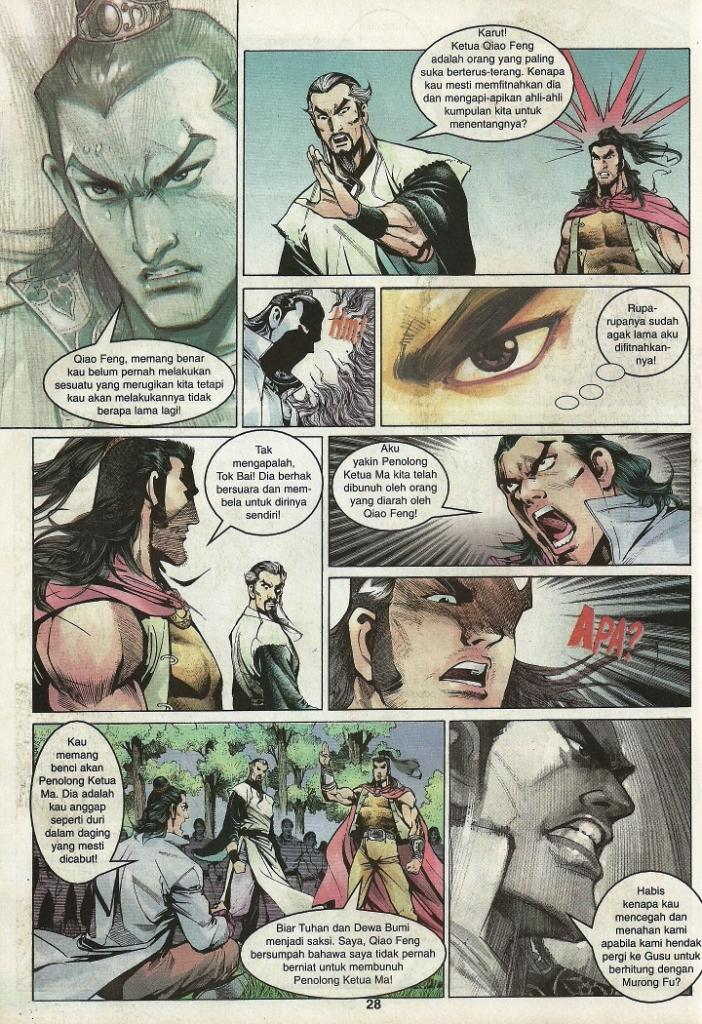 Qiao Feng, memang benar
kau belum pernah melakukan
sesuatu yang merugikan kita tetapi
kau akan melakukannya tidak
berapa lama lagi!
Karut!
Ketua Qiao Feng
adalah orang yang paling
suka berterus-terang. Kenapa
kau mesti memfitnahkan dia
dan mengapi-apikan ahli-ahli
kumpulan kita untuk
menentangnya?
Hm!
Rupa-
rupanya sudah
agak lama aku
difitnahkan-
nya!
Tak
mengapalah,
Tok Bai! Dia berhak
bersuara dan mem-
bela untuk dirinya
sendiri!
Aku
yakin Penolong
Ketua Ma kita telah
dibunuh oleh orang
yang diarah oleh
Qiao Feng!
APA?
Kau
memang
benci akan
Penolong Ketua
Ma. Dia adalah
kau anggap
seperti duri
dalam daging
yang mesti
dicabut!
Biar Tuhan dan Dewa Bumi
menjadi saksi. Saya, Qiao Feng
bersumpah bahawa saya tidak pernah
berniat untuk membunuh
Penolong Ketua Ma!
Habis
kenapa kau
mencegah dan
menahan kami
apabila kami hendak
pergi ke Gusu untuk
berhitung dengan
Murong Fu?
28